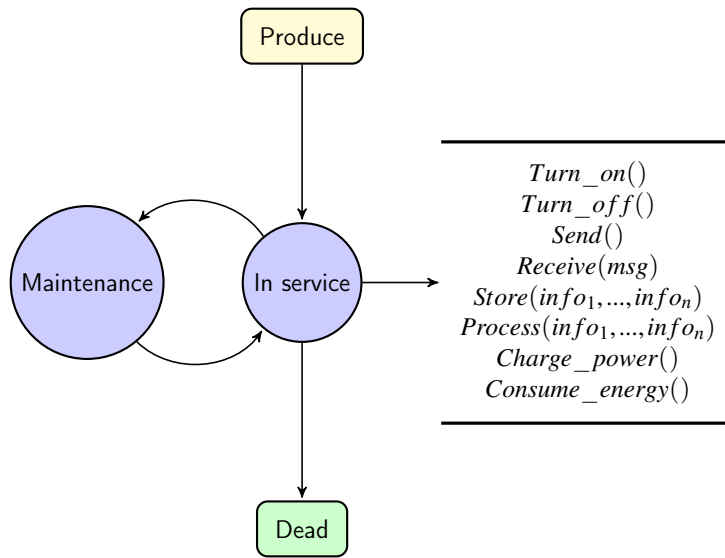 Produce
Maintenance
In service
Turn_on()
Turn_off()
Send()
Receive(msg)
Store(info₁,...,infoₙ)
Process(info₁,...,infoₙ)
Charge_power()
Consume_energy()
Dead